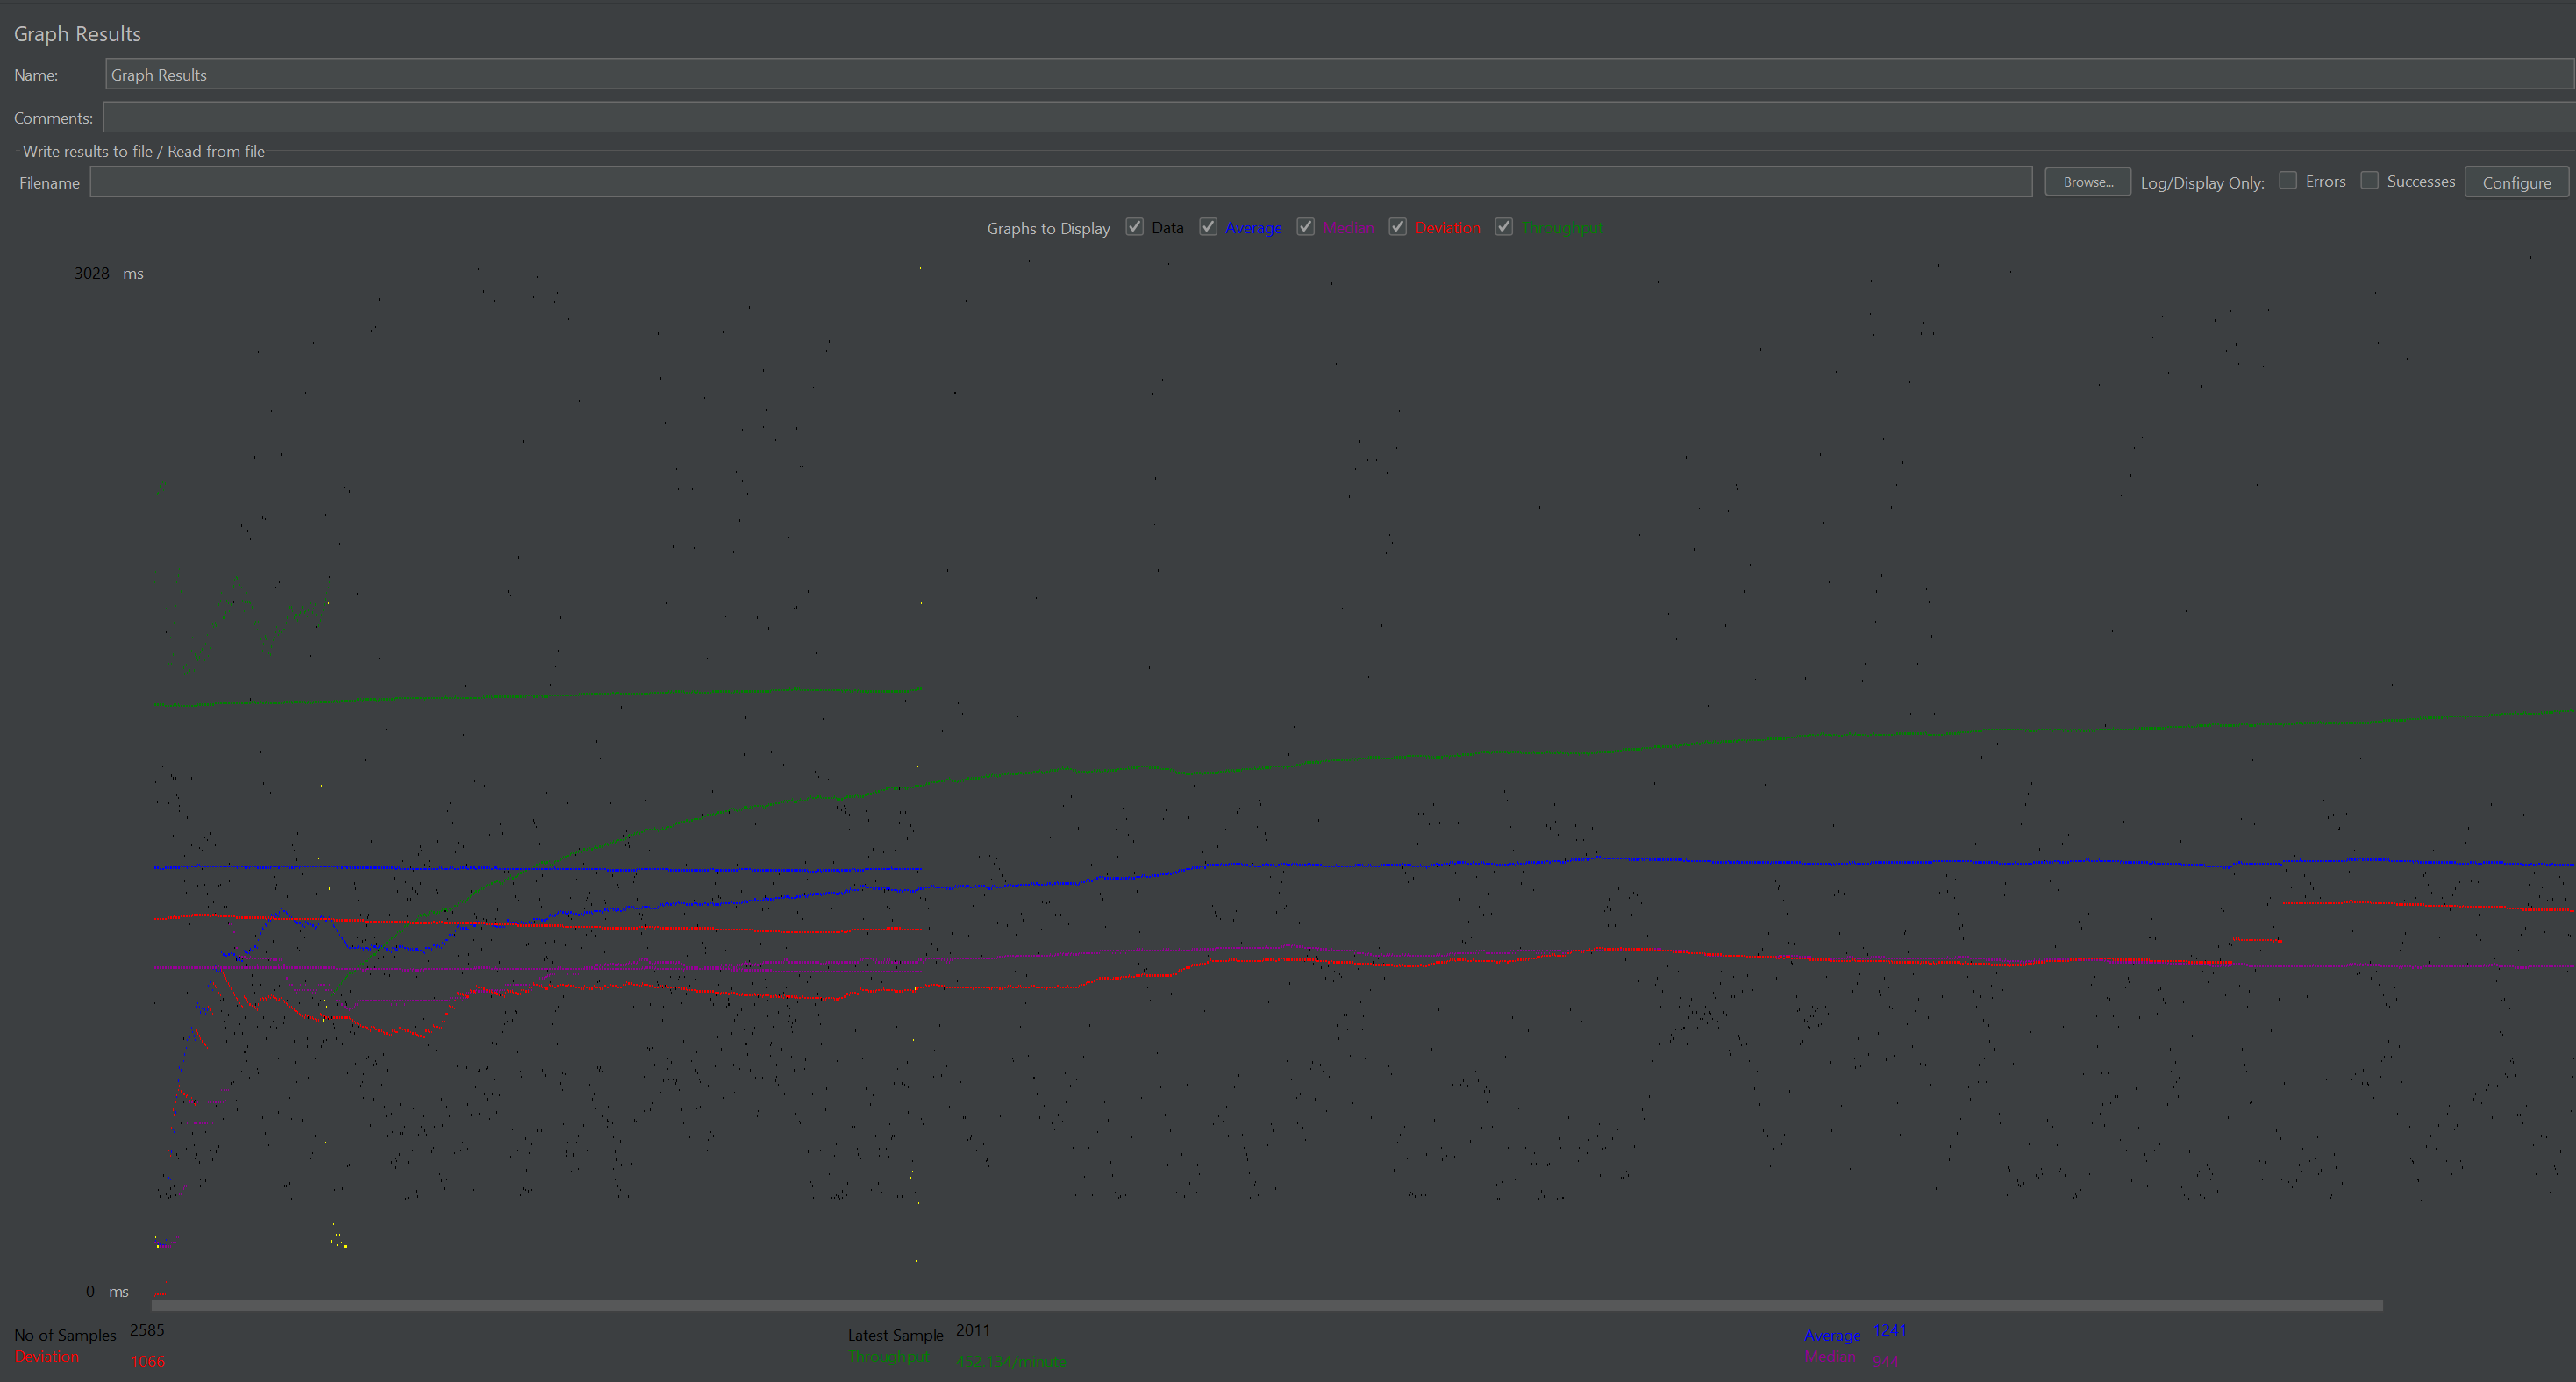 Graph Results
Name: Graph Results
Comments:
Write results to file / Read from file
Filename Browse... Log/Display Only: Errors Successes Configure
Graphs to Display Data Average Median Deviation Throughput
3028 ms
0 ms
No of Samples 2585 Latest Sample 2011 Average 1241
Deviation 1066 Throughput 452.134/minute Median 944